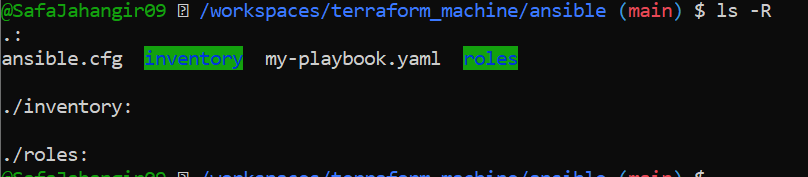 @SafaJahangir09 ➜ /workspaces/terraform_machine/ansible (main) $ ls -R
.:
ansible.cfg inventory my-playbook.yaml roles
./inventory:
./roles:
@SafaJahangir09 /workspaces/terraform_machine/ansible (main) $